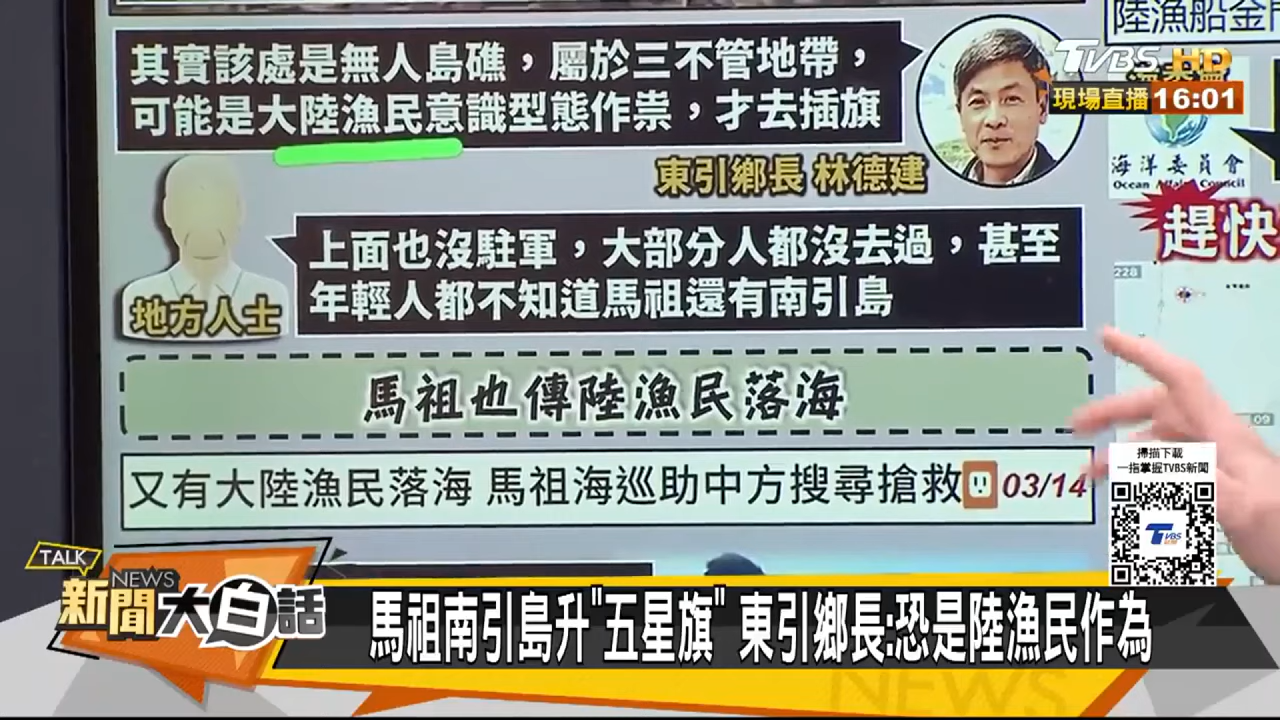 陸漁船金門
其實該處是無人島礁，屬於三不管地帶，
可能是大陸漁民意識型態作祟，才去插旗
TVBS HD
現場直播 16:01
東引鄉長 林德建
海洋委員會
Ocean Affairs Council
趕快
上面也沒駐軍，大部分人都沒去過，甚至
年輕人都不知道馬祖還有南引島
地方人士
228
馬祖也傳陸漁民落海
09
掃描下載
一指掌握TVBS新聞
又有大陸漁民落海 馬祖海巡助中方搜尋搶救 03/14
TVBS
TALK
NEWS
新聞大白話
馬祖南引島升"五星旗" 東引鄉長:恐是陸漁民作為
NEWS